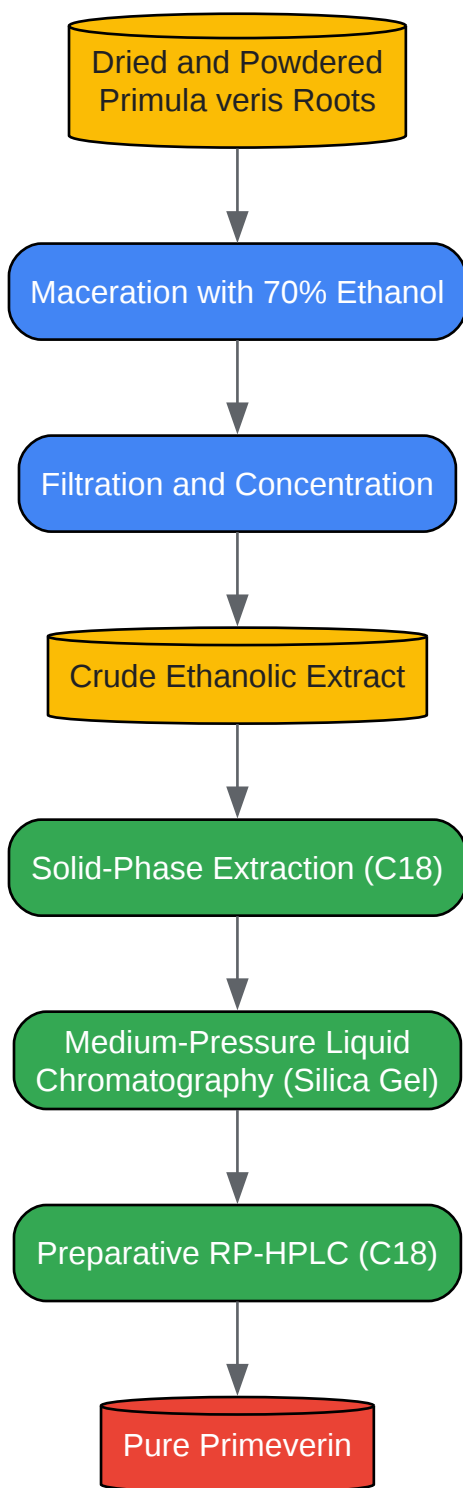 Dried and Powdered
Primula veris Roots
Maceration with 70% Ethanol
Filtration and Concentration
Crude Ethanolic Extract
Solid-Phase Extraction (C18)
Medium-Pressure Liquid
Chromatography (Silica Gel)
Preparative RP-HPLC (C18)
Pure Primeverin